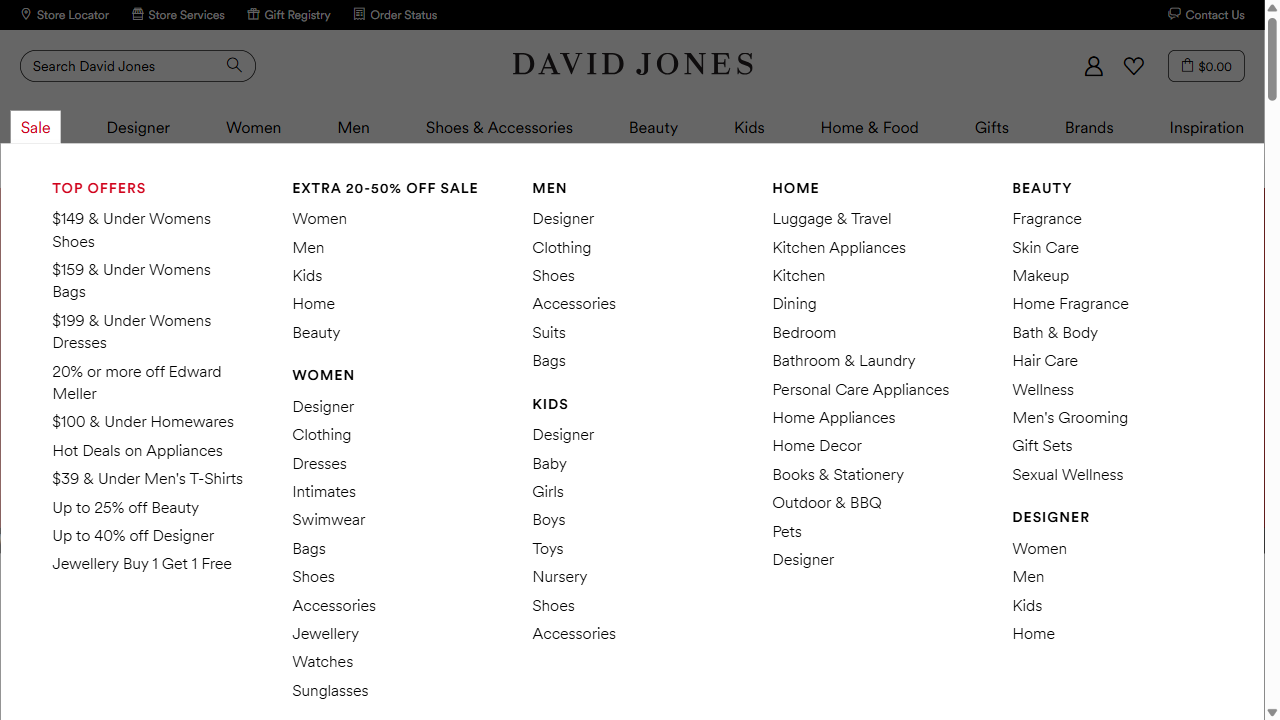 Store Locator
Store Services
Gift Registry
Order Status
Contact Us
Search David Jones
DAVID JONES
$0.00
Sale
Designer
Women
Men
Shoes & Accessories
Beauty
Kids
Home & Food
Gifts
Brands
Inspiration
TOP OFFERS
$149 & Under Womens
Shoes
$159 & Under Womens
Bags
$199 & Under Womens
Dresses
20% or more off Edward
Meller
$100 & Under Homewares
Hot Deals on Appliances
$39 & Under Men's T-Shirts
Up to 25% off Beauty
Up to 40% off Designer
Jewellery Buy 1 Get 1 Free
EXTRA 20-50% OFF SALE
Women
Men
Kids
Home
Beauty
WOMEN
Designer
Clothing
Dresses
Intimates
Swimwear
Bags
Shoes
Accessories
Jewellery
Watches
Sunglasses
MEN
Designer
Clothing
Shoes
Accessories
Suits
Bags
KIDS
Designer
Baby
Girls
Boys
Toys
Nursery
Shoes
Accessories
HOME
Luggage & Travel
Kitchen Appliances
Kitchen
Dining
Bedroom
Bathroom & Laundry
Personal Care Appliances
Home Appliances
Home Decor
Books & Stationery
Outdoor & BBQ
Pets
Designer
BEAUTY
Fragrance
Skin Care
Makeup
Home Fragrance
Bath & Body
Hair Care
Wellness
Men's Grooming
Gift Sets
Sexual Wellness
DESIGNER
Women
Men
Kids
Home